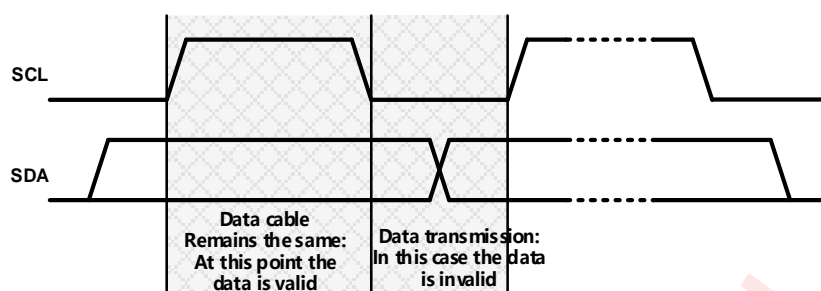 SCL
SDA
Data cable
Remains the same:
At this point the
data is valid
Data transmission:
In this case the data
is invalid